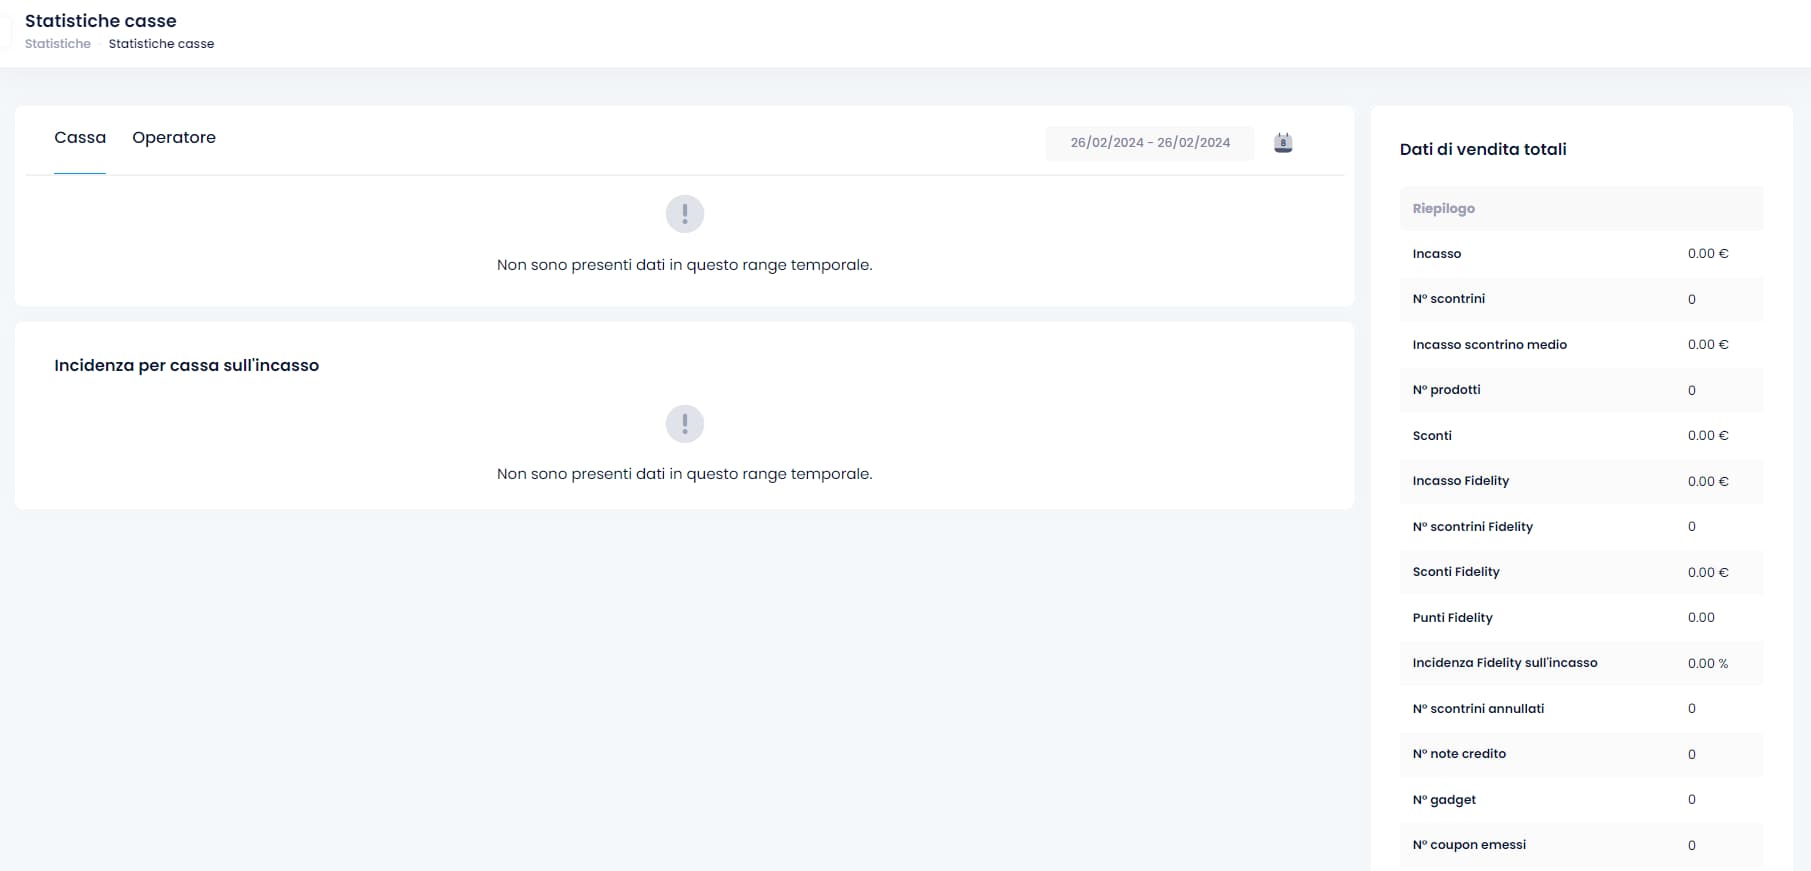 Statistiche casse
Statistiche Statistiche casse
Cassa Operatore 26/02/2024 - 26/02/2024 8
Non sono presenti dati in questo range temporale.
Incidenza per cassa sull'incasso
Non sono presenti dati in questo range temporale.
Dati di vendita totali
Riepilogo
Incasso 0.00 €
N° scontrini 0
Incasso scontrino medio 0.00 €
N° prodotti 0
Sconti 0.00 €
Incasso Fidelity 0.00 €
N° scontrini Fidelity 0
Sconti Fidelity 0.00 €
Punti Fidelity 0.00
Incidenza Fidelity sull'incasso 0.00 %
N° scontrini annullati 0
N° note credito 0
N° gadget 0
N° coupon emessi 0